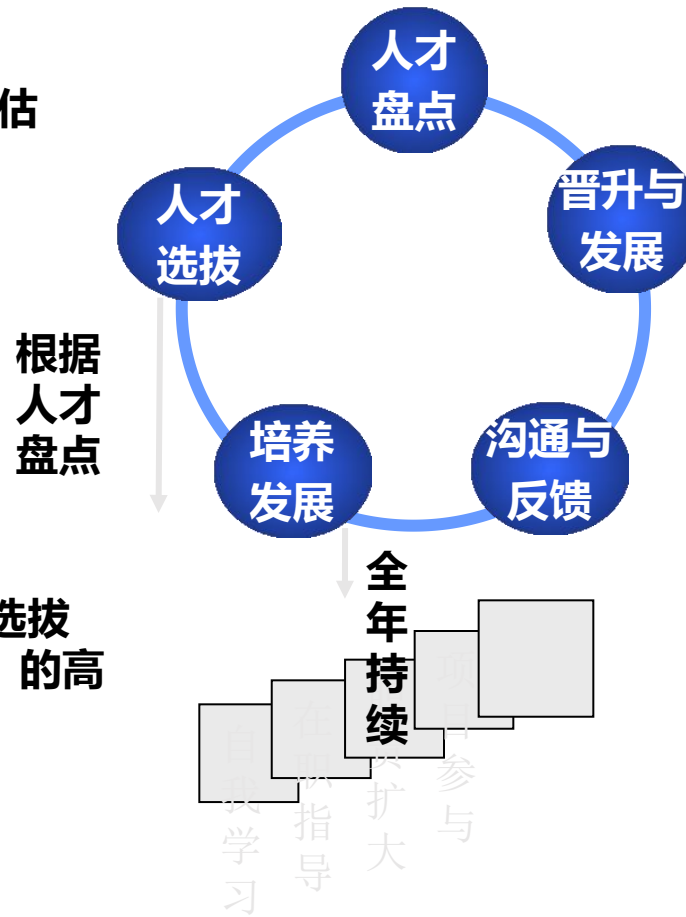 人才
盘点
估
人才
选拔
晋升与
发展
根据
人才
盘点
培养
发展
沟通与
反馈
全
年
持
续
选拔
的高
自
我
学
习
在
职
指
导
扩
大
项
目
参
与